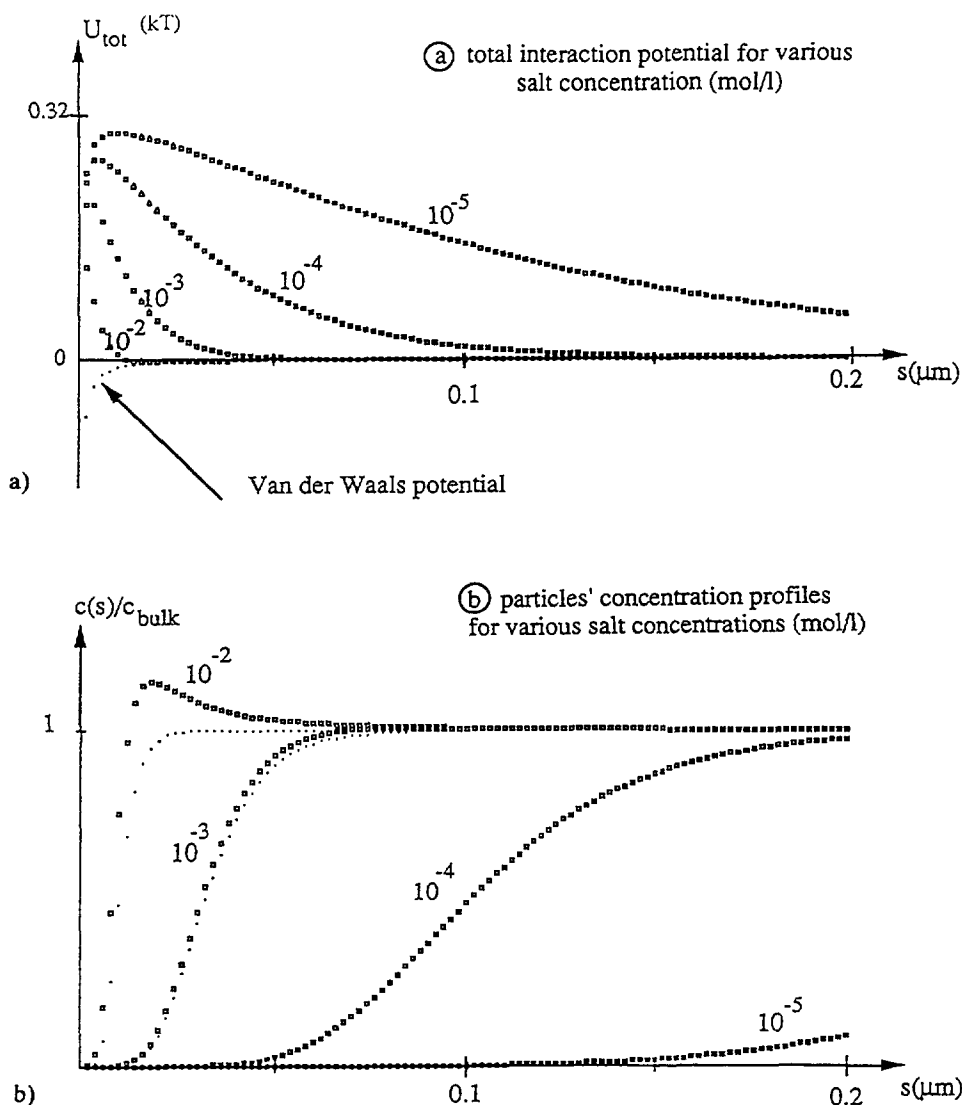 U_tot (kT)
ⓐ total interaction potential for various
salt concentration (mol/l)
0.32
10^-5
10^-4
10^-3
10^-2
0
0.1
0.2
s(μm)
Van der Waals potential
a)
c(s)/c_bulk
ⓑ particles' concentration profiles
for various salt concentrations (mol/l)
10^-2
1
10^-3
10^-4
10^-5
0.1
0.2
s(μm)
b)